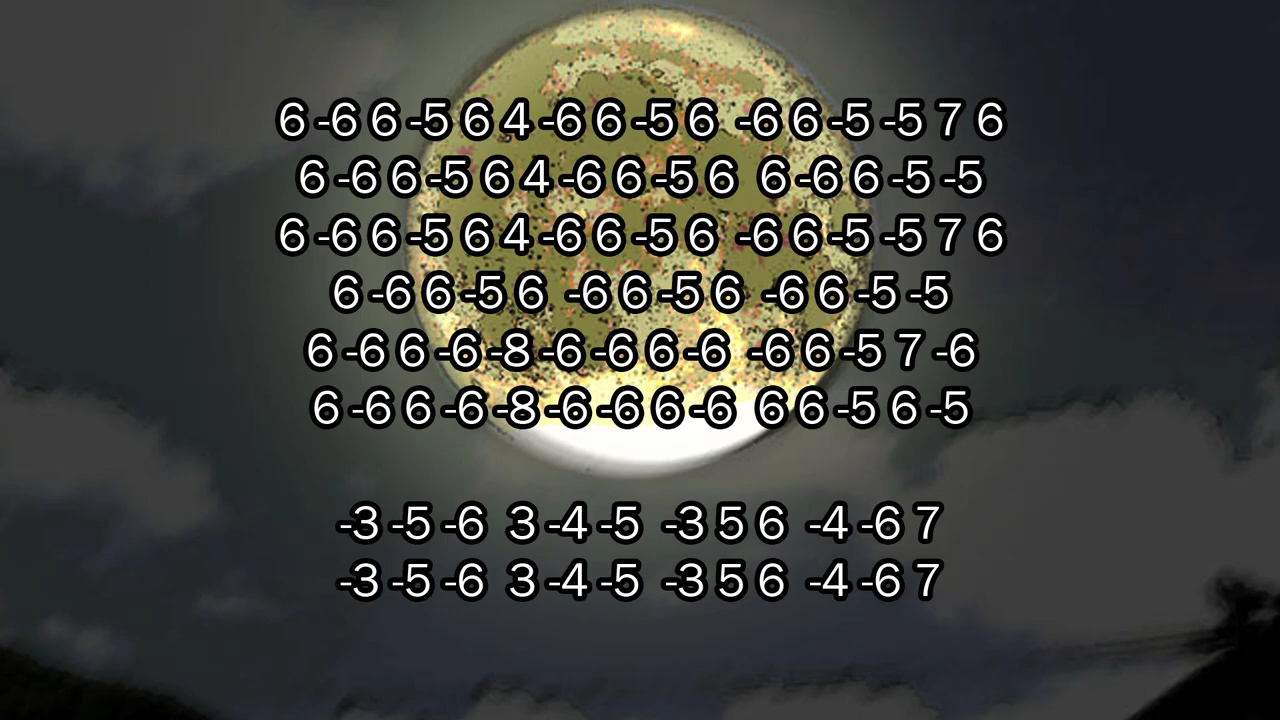 6 -6 6 -5 6 4 -6 6 -5 6 -6 6 -5 -5 7 6
6 -6 6 -5 6 4 -6 6 -5 6 6 -6 6 -5 -5
6 -6 6 -5 6 4 -6 6 -5 6 -6 6 -5 -5 7 6
6 -6 6 -5 6 -6 6 -5 6 -6 6 -5 -5
6 -6 6 -6 -8 -6 -6 6 -6 -6 6 -5 7 -6
6 -6 6 -6 -8 -6 -6 6 -6 6 6 -5 6 -5
-3 -5 -6 3 -4 -5 -3 5 6 -4 -6 7
-3 -5 -6 3 -4 -5 -3 5 6 -4 -6 7